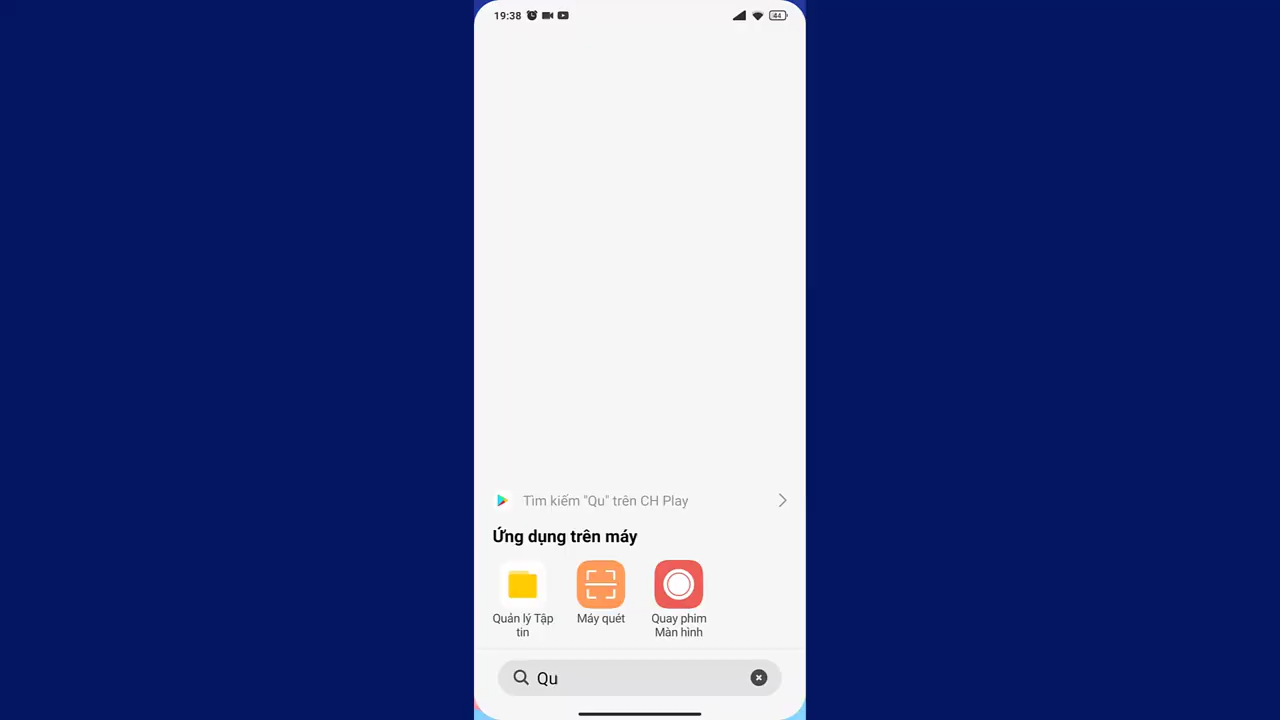 19:38
44
Tìm kiếm "Qu" trên CH Play
Ứng dụng trên máy
Quản lý Tập
tin
Máy quét
Quay phim
Màn hình
Qu